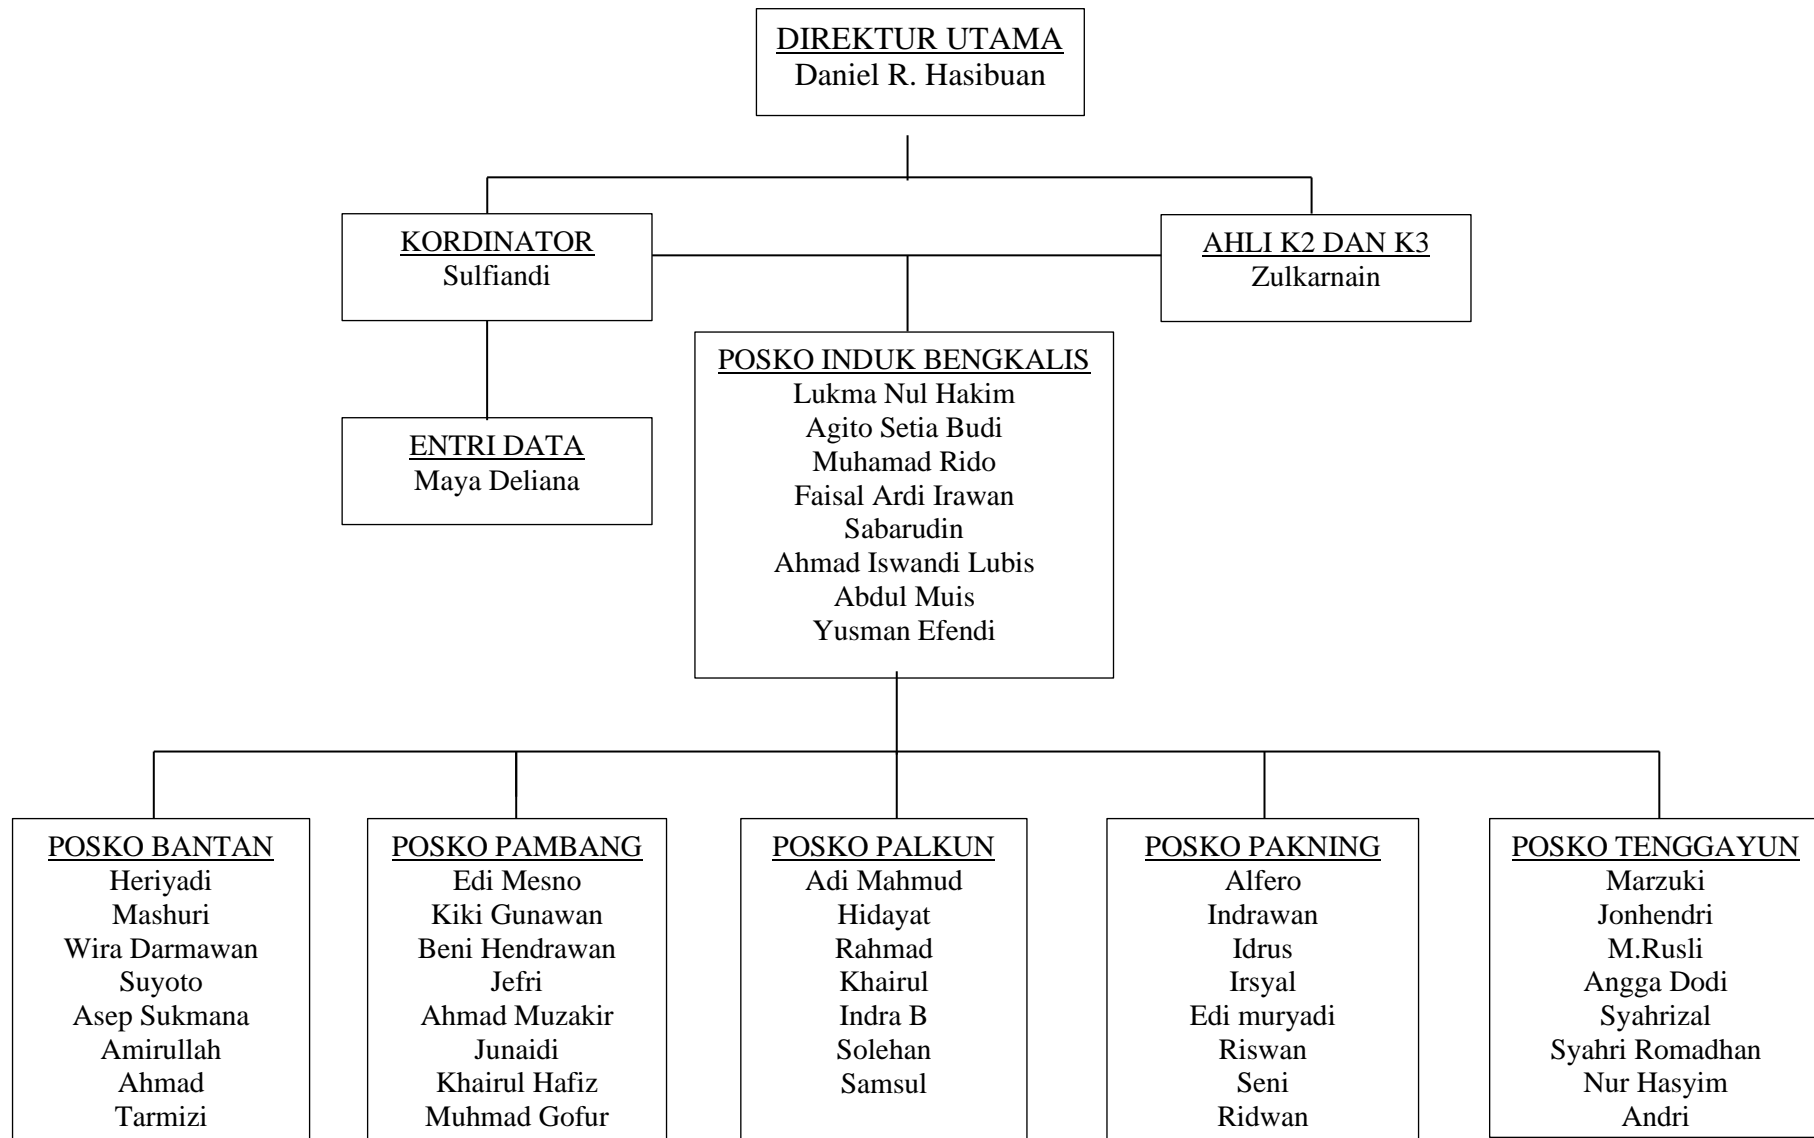 DIREKTUR UTAMA
Daniel R. Hasibuan
KORDINATOR
Sulfiandi
AHLI K2 DAN K3
Zulkarnain
ENTRI DATA
Maya Deliana
POSKO INDUK BENGKALIS
Lukma Nul Hakim
Agito Setia Budi
Muhamad Rido
Faisal Ardi Irawan
Sabarudin
Ahmad Iswandi Lubis
Abdul Muis
Yusman Efendi
POSKO BANTAN
Heriyadi
Mashuri
Wira Darmawan
Suyoto
Asep Sukmana
Amirullah
Ahmad
Tarmizi
POSKO PAMBANG
Edi Mesno
Kiki Gunawan
Beni Hendrawan
Jefri
Ahmad Muzakir
Junaidi
Khairul Hafiz
Muhmad Gofur
POSKO PALKUN
Adi Mahmud
Hidayat
Rahmad
Khairul
Indra B
Solehan
Samsul
POSKO PAKNING
Alfero
Indrawan
Idrus
Irsyal
Edi muryadi
Riswan
Seni
Ridwan
POSKO TENGGAYUN
Marzuki
Jonhendri
M.Rusli
Angga Dodi
Syahrizal
Syahri Romadhan
Nur Hasyim
Andri